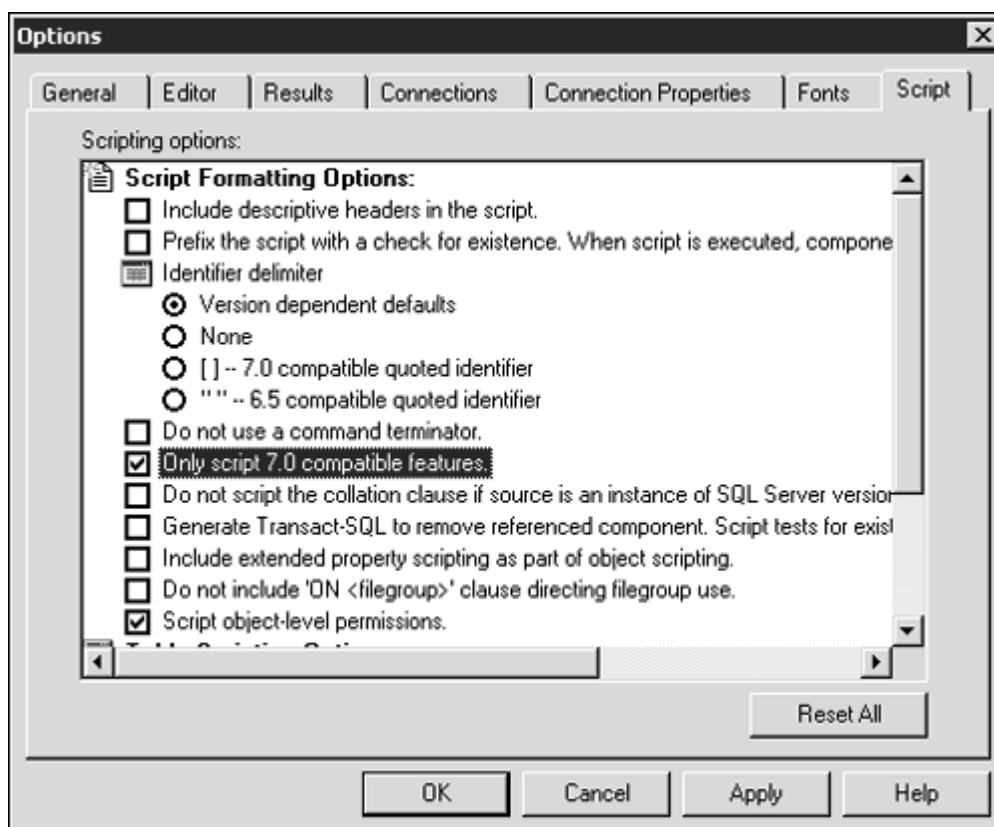 Options
General Editor Results Connections Connection Properties Fonts Script
Scripting options:
Script Formatting Options:
Include descriptive headers in the script.
Prefix the script with a check for existence. When script is executed, compone
Identifier delimiter
Version dependent defaults
None
[ ] -- 7.0 compatible quoted identifier
" " -- 6.5 compatible quoted identifier
Do not use a command terminator.
Only script 7.0 compatible features.
Do not script the collation clause if source is an instance of SQL Server version
Generate Transact-SQL to remove referenced component. Script tests for exist
Include extended property scripting as part of object scripting.
Do not include 'ON <filegroup>' clause directing filegroup use.
Script object-level permissions.
Reset All
OK Cancel Apply Help